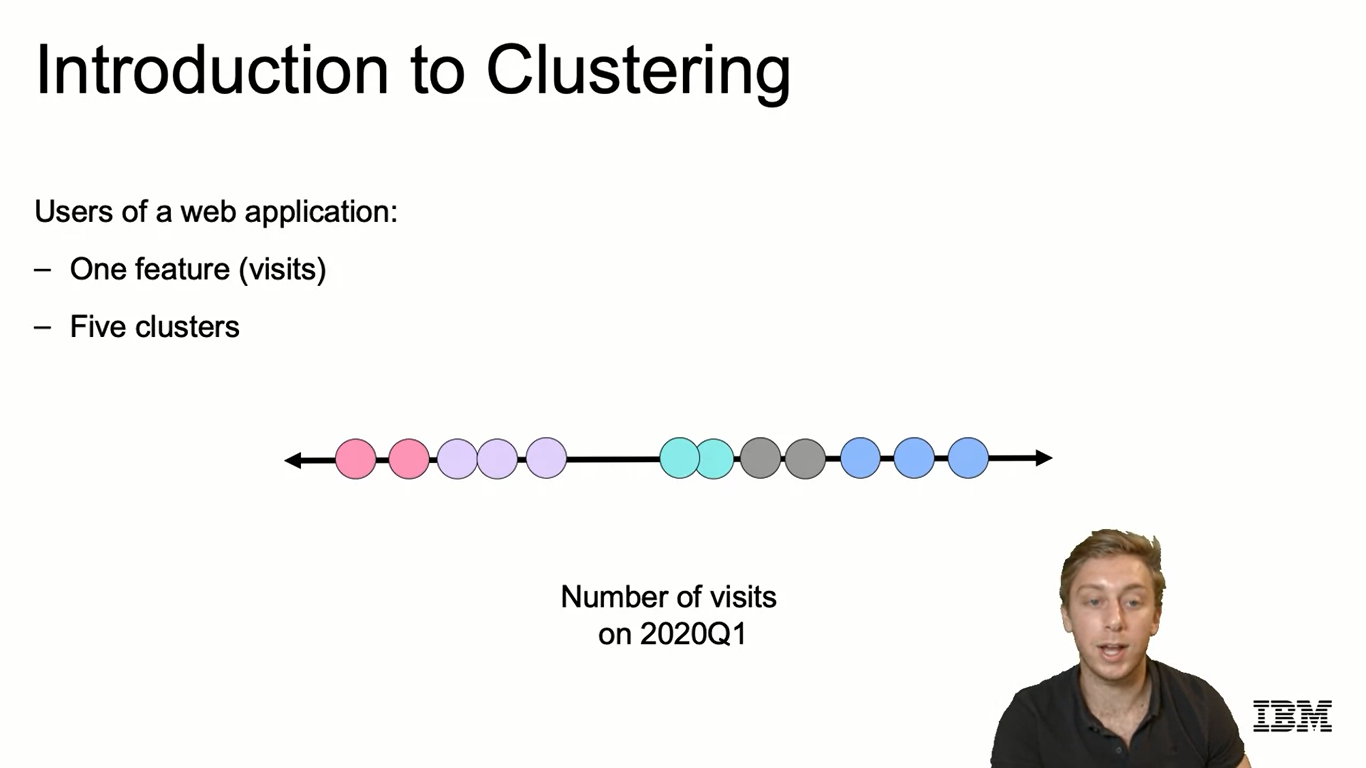 Introduction to Clustering
Users of a web application:
– One feature (visits)
– Five clusters
Number of visits
on 2020Q1
IBM